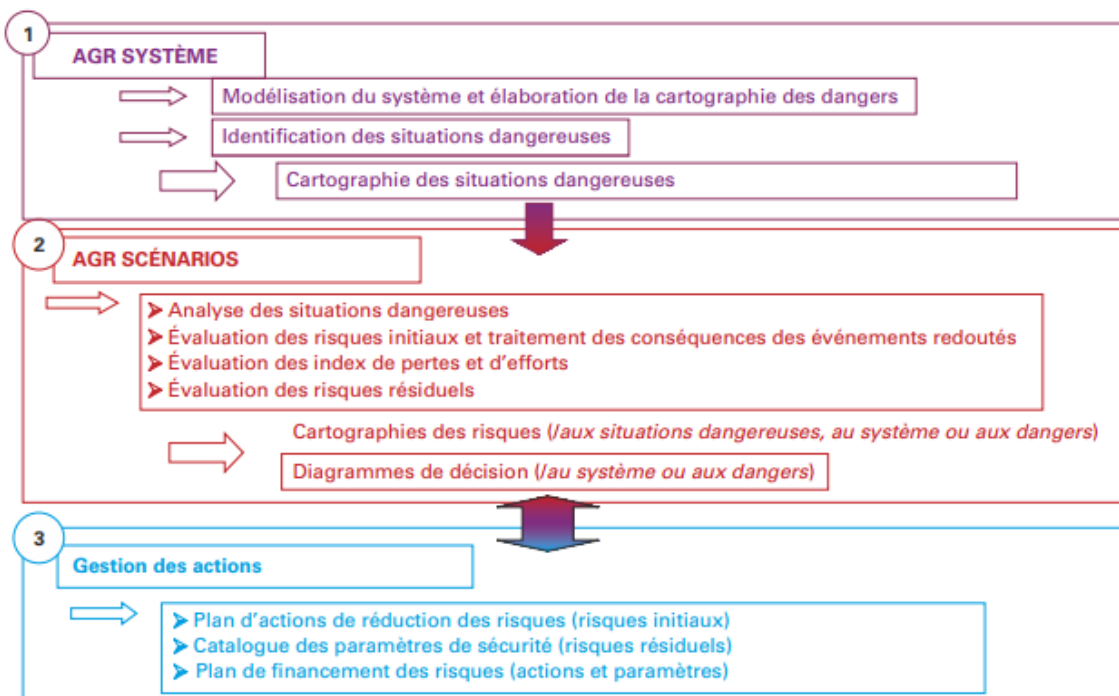 1
AGR SYSTÈME
Modélisation du système et élaboration de la cartographie des dangers
Identification des situations dangereuses
Cartographie des situations dangereuses
2
AGR SCÉNARIOS
➤ Analyse des situations dangereuses
➤ Évaluation des risques initiaux et traitement des conséquences des événements redoutés
➤ Évaluation des index de pertes et d'efforts
➤ Évaluation des risques résiduels
Cartographies des risques (/aux situations dangereuses, au système ou aux dangers)
Diagrammes de décision (/au système ou aux dangers)
3
Gestion des actions
➤ Plan d'actions de réduction des risques (risques initiaux)
➤ Catalogue des paramètres de sécurité (risques résiduels)
➤ Plan de financement des risques (actions et paramètres)